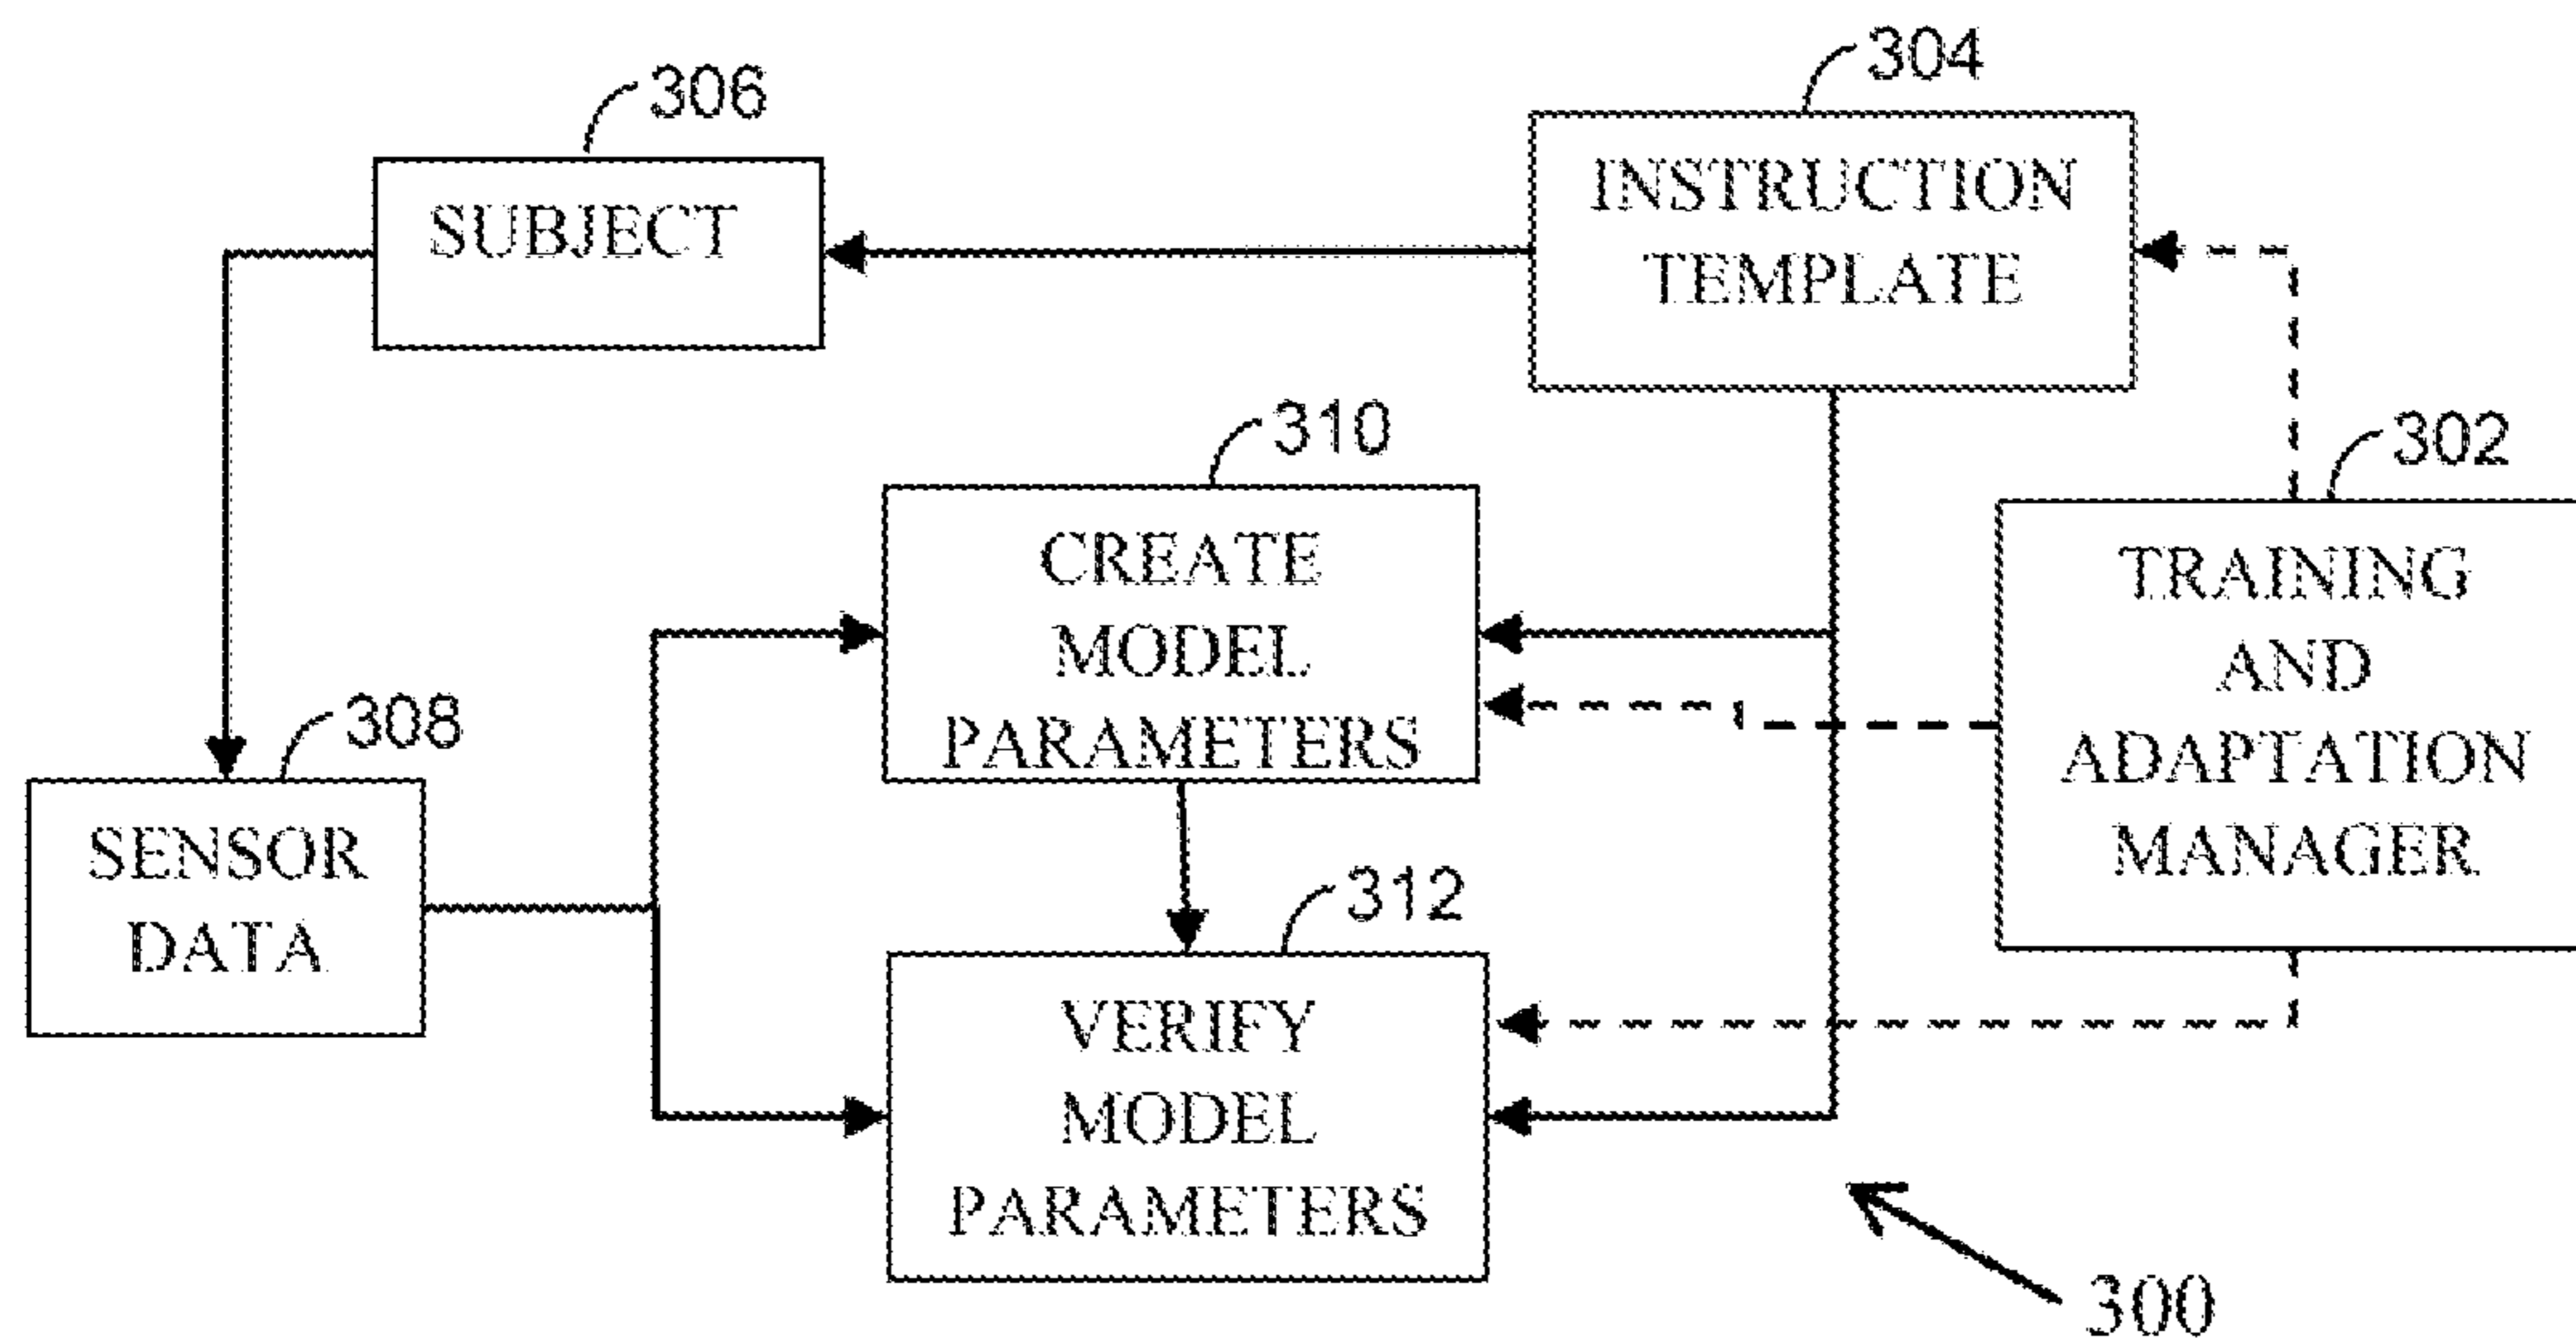 304
306
INSTRUCTION
TEMPLATE
SUBJECT
310
302
CREATE
MODEL
PARAMETERS
TRAINING
AND
ADAPTATION
MANAGER
308
SENSOR
DATA
312
VERIFY
MODEL
PARAMETERS
300